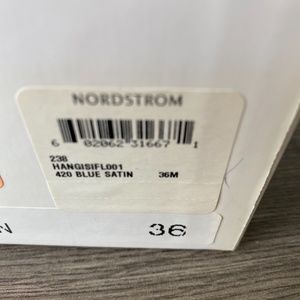 NORDSTROM
6 02062 31667 1
238
HANGISIFL001
420 BLUE SATIN 36M
N 36